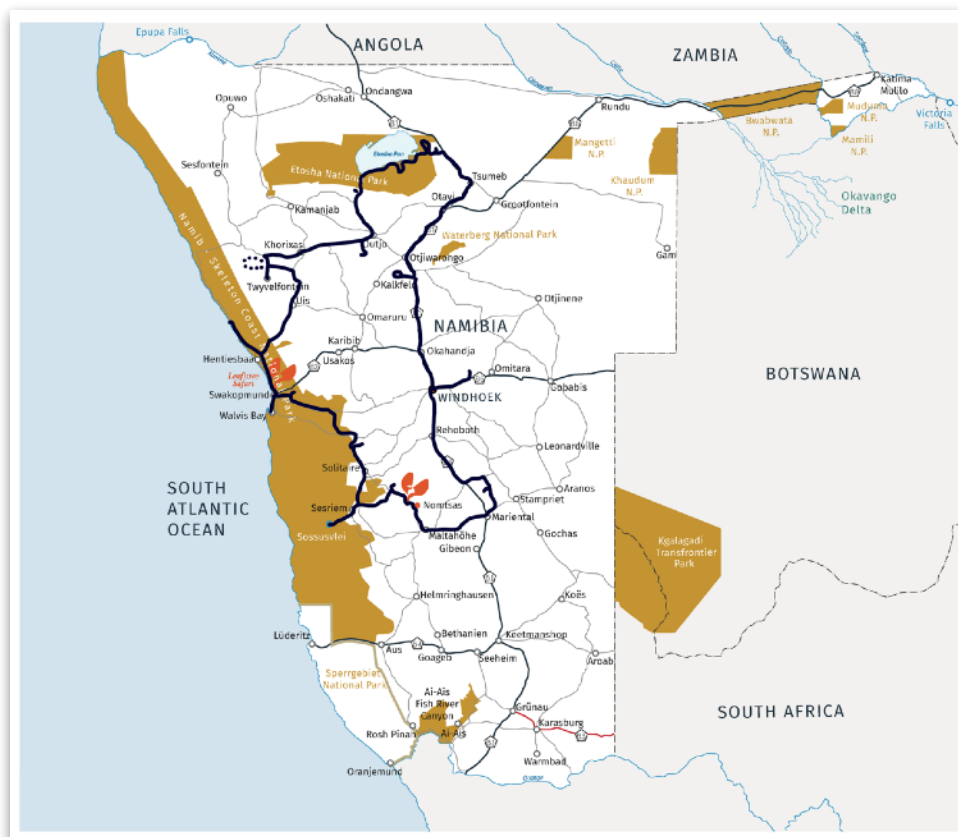 Epupa Falls
ANGOLA
ZAMBIA
Katima
Mulilo
Ondangwa
Oshakati
Opuwo
Rundu
Bwabwata
N.P.
Mudumu
N.P.
Mamili
N.P.
Victoria
Falls
Mangetti
N.P.
Khaudum
N.P.
Okavango
Delta
Sesfontein
Etosha Pan
Etosha National Park
Tsumeb
Otavi
Grootfontein
Kamanjab
Waterberg National Park
Gam
Khorixas
Outjo
Otjiwarongo
Namib - Skeleton Coast National Park
Twyvelfontein
Kalkfeld
Otjinene
Uis
Omaruru
NAMIBIA
Karibib
Usakos
Okahandja
Hentiesbaai
Omitara
Gobabis
BOTSWANA
Swakopmund
WINDHOEK
Walvis Bay
Rehoboth
Leonardville
Solitaire
Aranos
SOUTH
ATLANTIC
OCEAN
Sesriem
Nomtsas
Stampriet
Mariental
Sossusvlei
Maltahöhe
Gibeon
Gochas
Kgalagadi
Transfrontier
Park
Helmringhausen
Koës
Lüderitz
Bethanien
Keetmanshop
Aus
Goageb
Seeheim
Aroab
Sperrgebiet
National Park
Ai-Ais
Fish River
Canyon
Grünau
Karasburg
SOUTH AFRICA
Rosh Pinah
Ai-Ais
Warmbad
Oranjemund